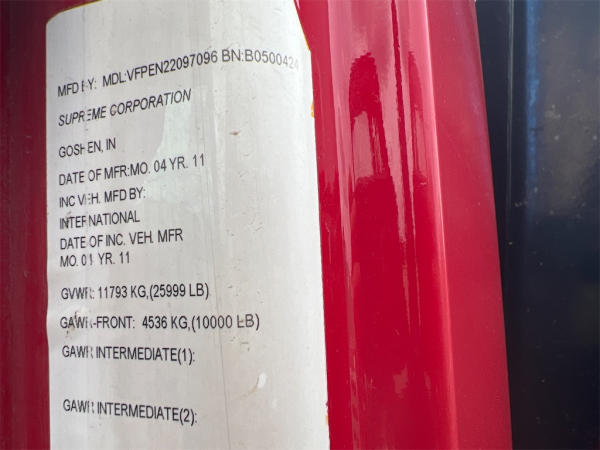 MFD BY: MDL:VFPEN22097096 BN:B0500424
SUPREME CORPORATION
GOSHEN, IN
DATE OF MFR:MO. 04 YR. 11
INC VEH. MFD BY:
INTERNATIONAL
DATE OF INC. VEH. MFR
MO. 01 YR. 11
GVWR: 11793 KG,(25999 LB)
GAWR-FRONT: 4536 KG,(10000 LB)
GAWR INTERMEDIATE(1):
GAWR INTERMEDIATE(2):